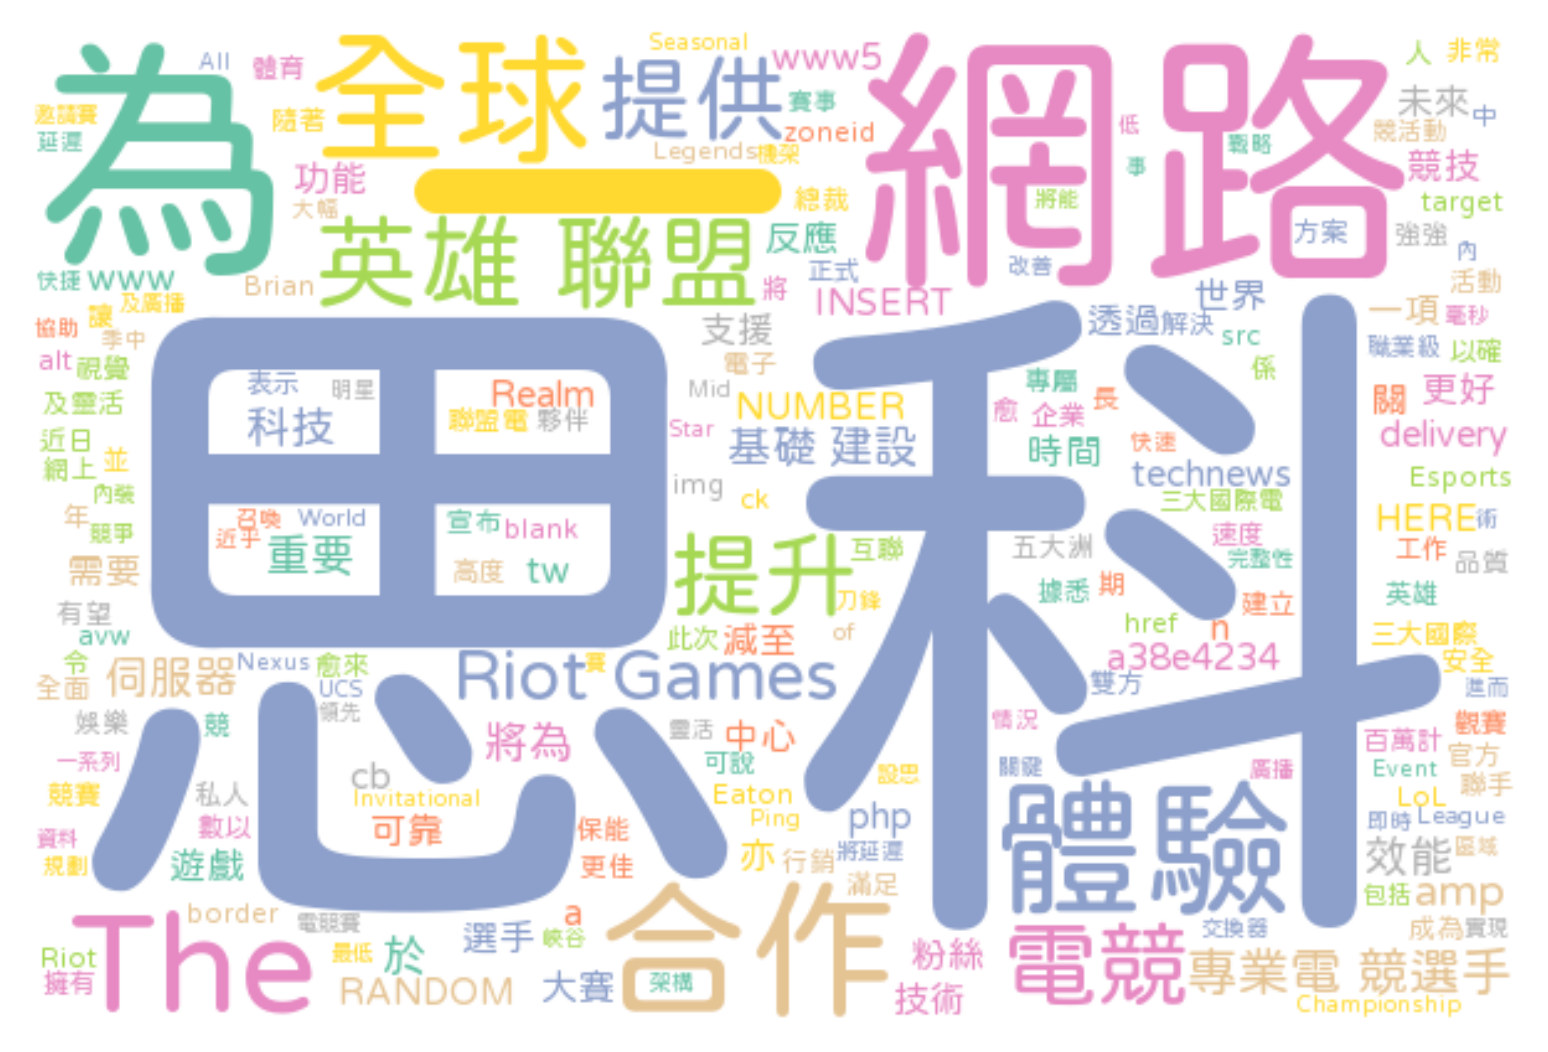 為
All
體育
全球
Seasonal
提供
www5
網路
人
非常
邀請賽
延遲
隨著
賽事
zoneid
低
未來
中
競活動
功能
大幅
一
Legends
機架
事
戰略
競技
總裁
將能
target
英雄 聯盟
反應
方案
強強
快捷
www
Brian
正式
改善
內
將
活動
及廣播
讓
INSERT
世界
一項
毫秒
協助
季中
支援
透過
解決
src
職業級
以確
alt
視覺
電子
係
思科
表示
明星
Realm
Mid
專屬
更好
及靈活
科技
聯盟電
夥伴
NUMBER
愈
企業
長
關
Star
基礎 建設
近日
時間
快速
delivery
網上
並
img
technews
Esports
內裝
ck
三大國際電
年
競爭
召喚
World
宣布
blank
HERE
術
近乎
重要
速度
五大洲
完整性
工作
需要
高度
tw
提升
互聯
品質
據悉
期
有望
刀鋒
建立
英雄
avw
此次
減至
of
href
n
三大國際
令
伺服器
Nexus
愈來
Riot Games
賽
a38e4234
安全
全面
UCS
雙方
進而
領先
娛樂
競
將為
靈活
中心
情況
觀賽
一系列
可說
百萬計
官方
cb
設思
關鍵
廣播
Event
聯手
競賽
私人
Invitational
Eaton
LoL
數以
可靠
保能
Ping
php
體驗
即時
League
資料
規劃
遊戲
更佳
亦
行銷
將延遲
效能
區域
滿足
包括
amp
The
border
電競賽
a
合作
選手
峽谷
交換器
成為
實現
Riot
最低
於
粉絲
電競
專業電 競選手
擁有
RANDOM
大賽
架構
技術
Championship